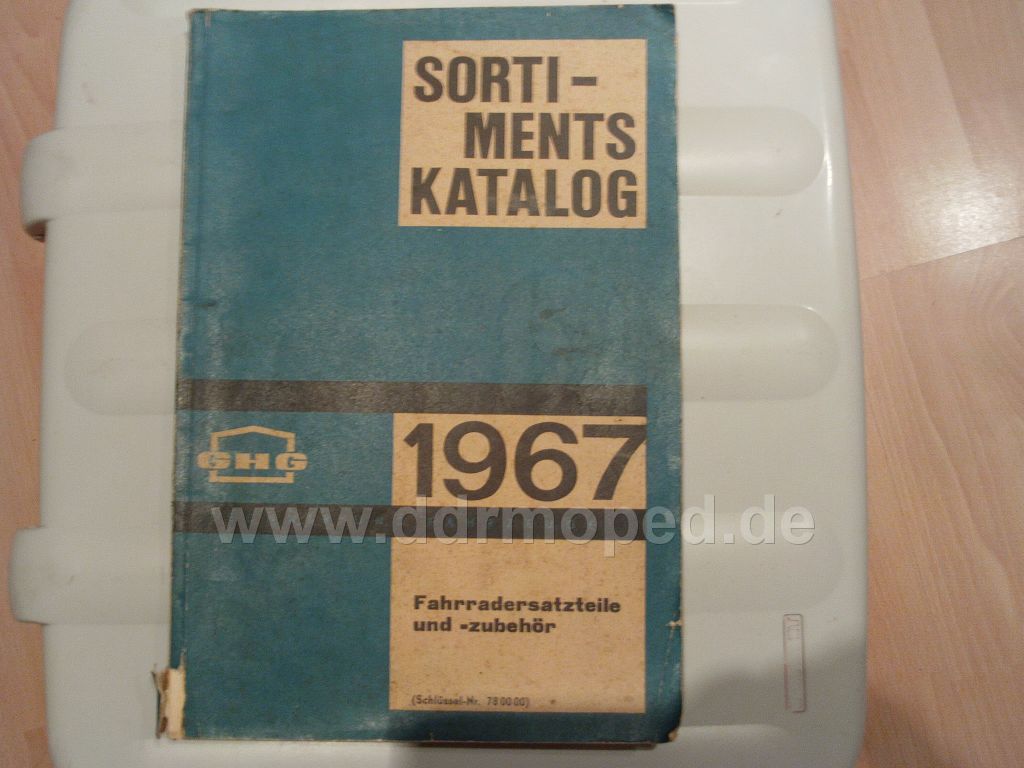 SORTI-
MENTS
KATALOG
GHG
1967
www.ddrmoped.de
Fahrradersatzteile
und -zubehör
(Schlüssel-Nr. 78 00 00)